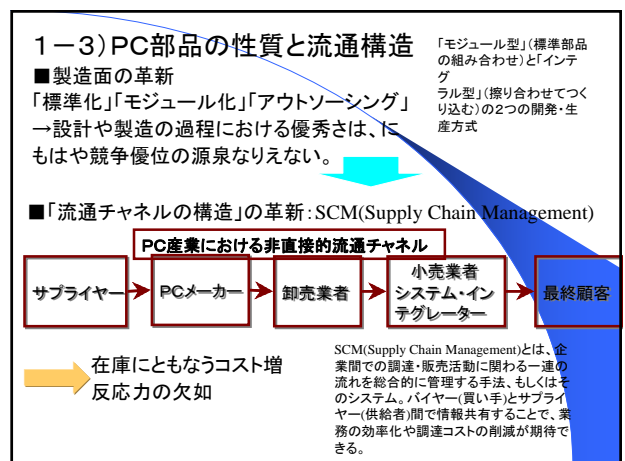 1-3)PC部品の性質と流通構造
「モジュール型」(標準部品
の組み合わせ)と「インテ
グ
ラル型」(擦り合わせてつく
り込む)の2つの開発・生
産方式
■製造面の革新
「標準化」「モジュール化」「アウトソーシング」
→設計や製造の過程における優秀さは、に
もはや競争優位の源泉なりえない。
■「流通チャネルの構造」の革新:SCM(Supply Chain Management)
PC産業における非直接的流通チャネル
サプライヤー
PCメーカー
卸売業者
小売業者
システム・イン
テグレーター
最終顧客
在庫にともなうコスト増
反応力の欠如
SCM(Supply Chain Management)とは、企
業間での調達・販売活動に関わる一連の
流れを総合的に管理する手法、もしくはそ
のシステム。バイヤー(買い手)とサプライ
ヤー(供給者)間で情報共有することで、業
務の効率化や調達コストの削減が期待で
きる。